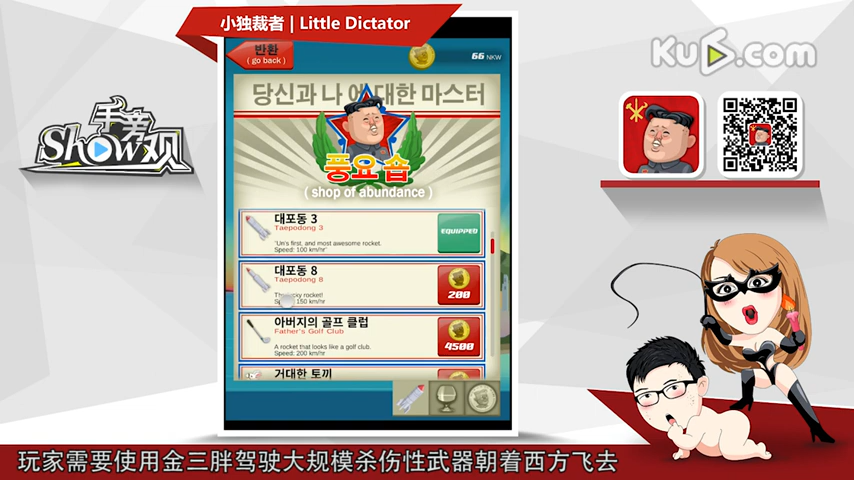 小独裁者 | Little Dictator
Ku6.com
手旁
Show观
반환
( go back )
66 NKW
당신과 나 에 대한 마스터
풍요 숍
( shop of abundance )
대포동 3
Taepodong 3
'Un's first, and most awesome rocket.
Speed: 100 km/hr'
EQUIPPED
대포동 8
Taepodong 8
rocket!
150 km/hr
200
아버지의 골프 클럽
Father's Golf Club
A rocket that looks like a golf club.
Speed: 200 km/hr
4500
거대한 토끼
玩家需要使用金三胖驾驶大规模杀伤性武器朝着西方飞去